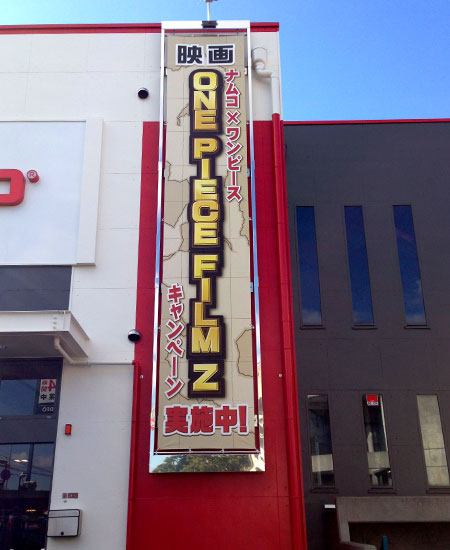 映画
ナムコ×ワンピース
ONE PIECE FILM Z
キャンペーン
実施中!
コ®